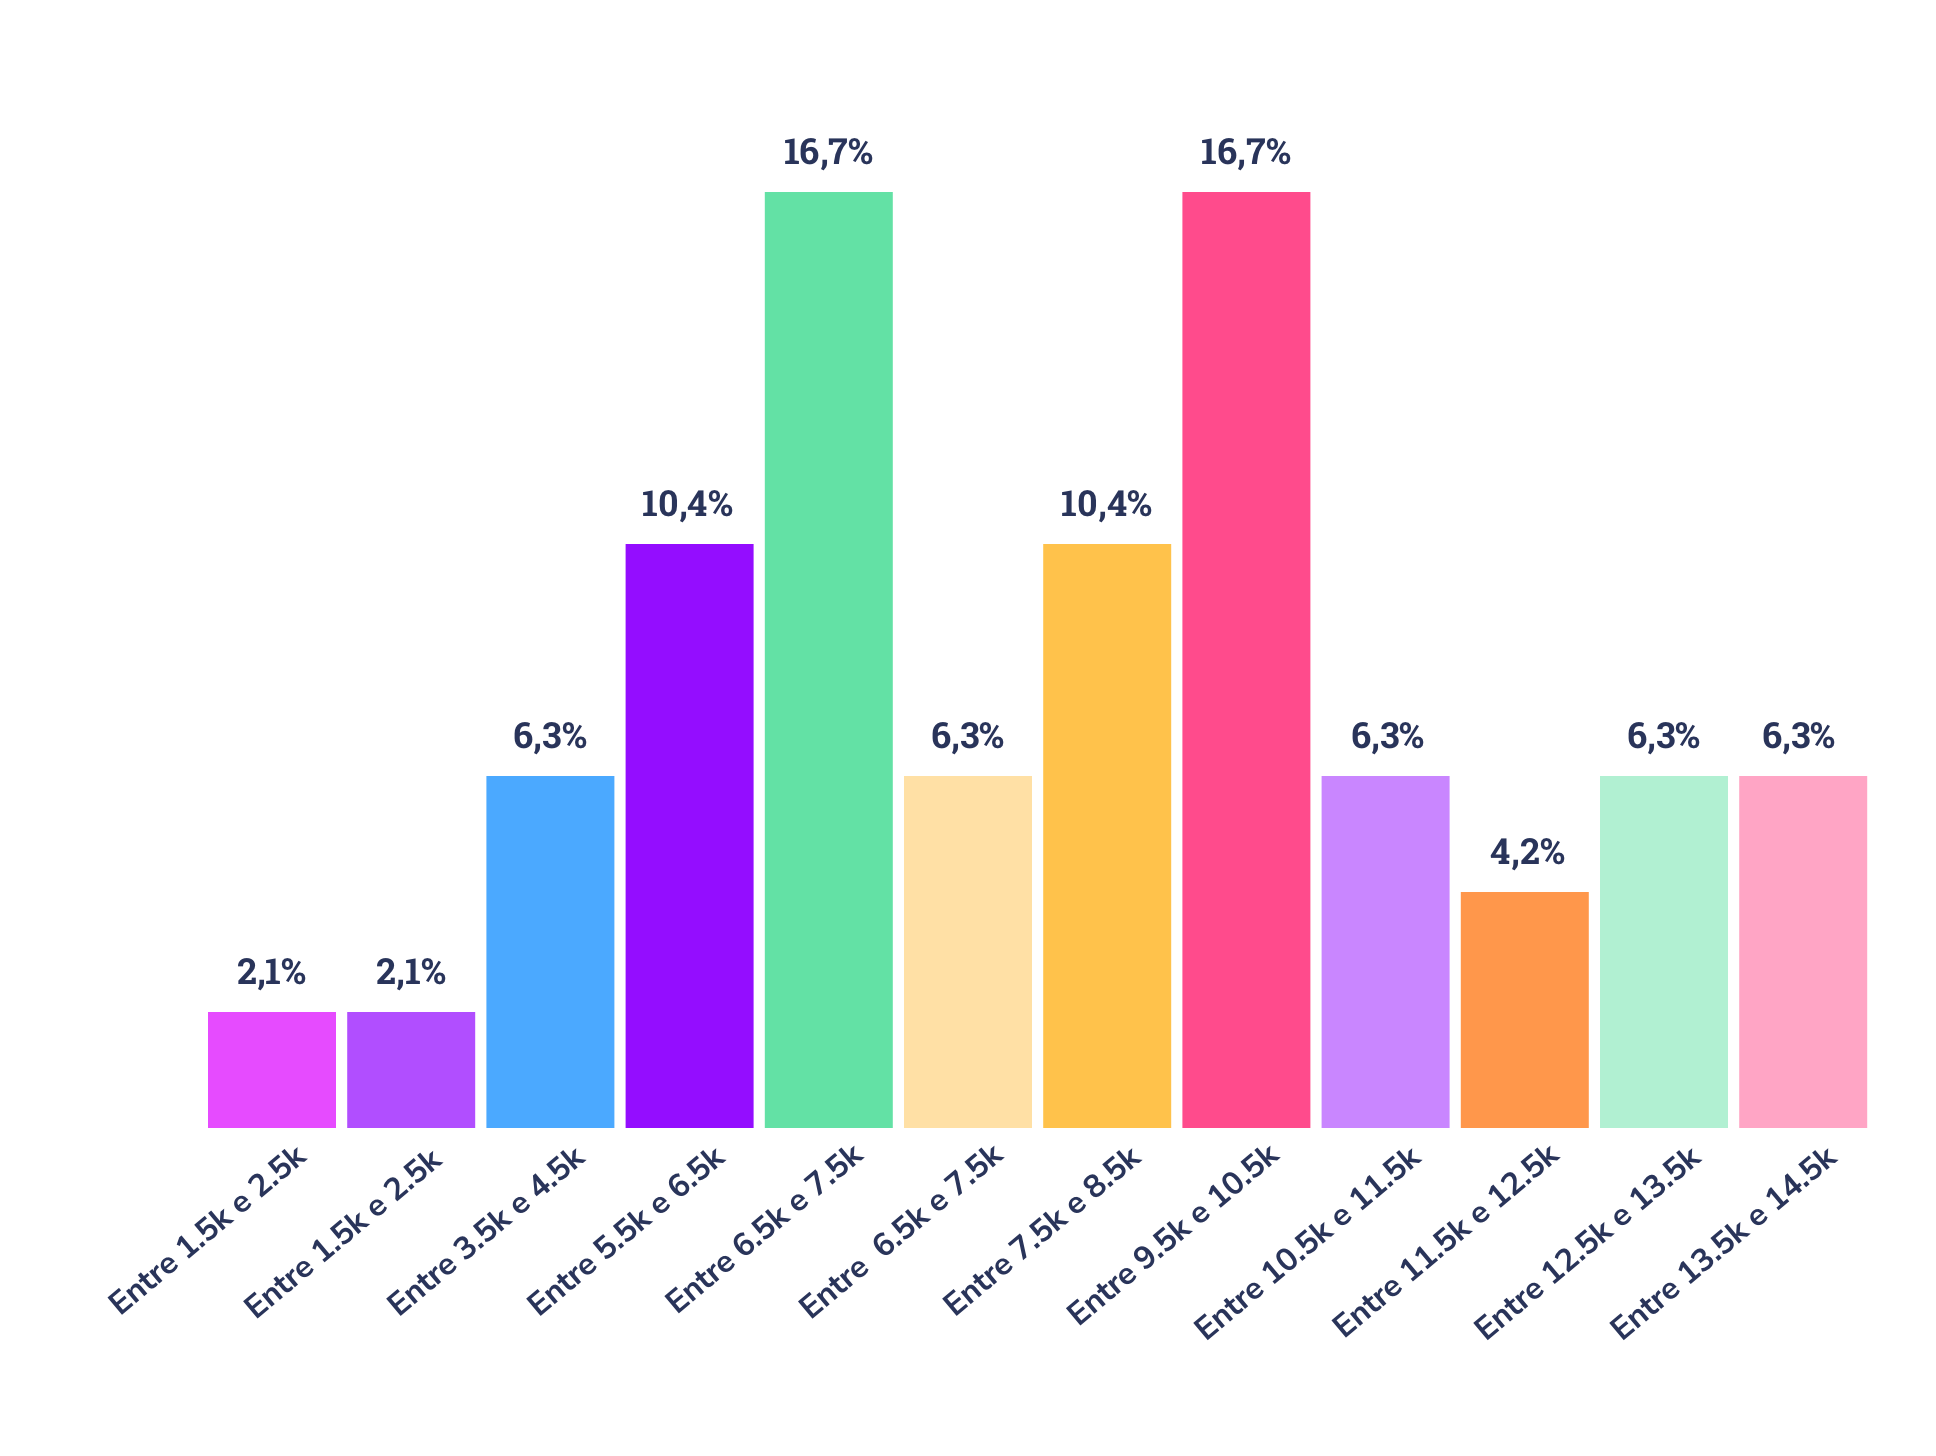 16,7%
16,7%
10,4%
10,4%
6,3%
6,3%
6,3%
6,3%
6,3%
4,2%
2,1%
2,1%
Entre 1.5k e 2.5k
Entre 1.5k e 2.5k
Entre 3.5k e 4.5k
Entre 5.5k e 6.5k
Entre 6.5k e 7.5k
Entre  6.5k e 7.5k
Entre 7.5k e 8.5k
Entre 9.5k e 10.5k
Entre 10.5k e 11.5k
Entre 11.5k e 12.5k
Entre 12.5k e 13.5k
Entre 13.5k e 14.5k